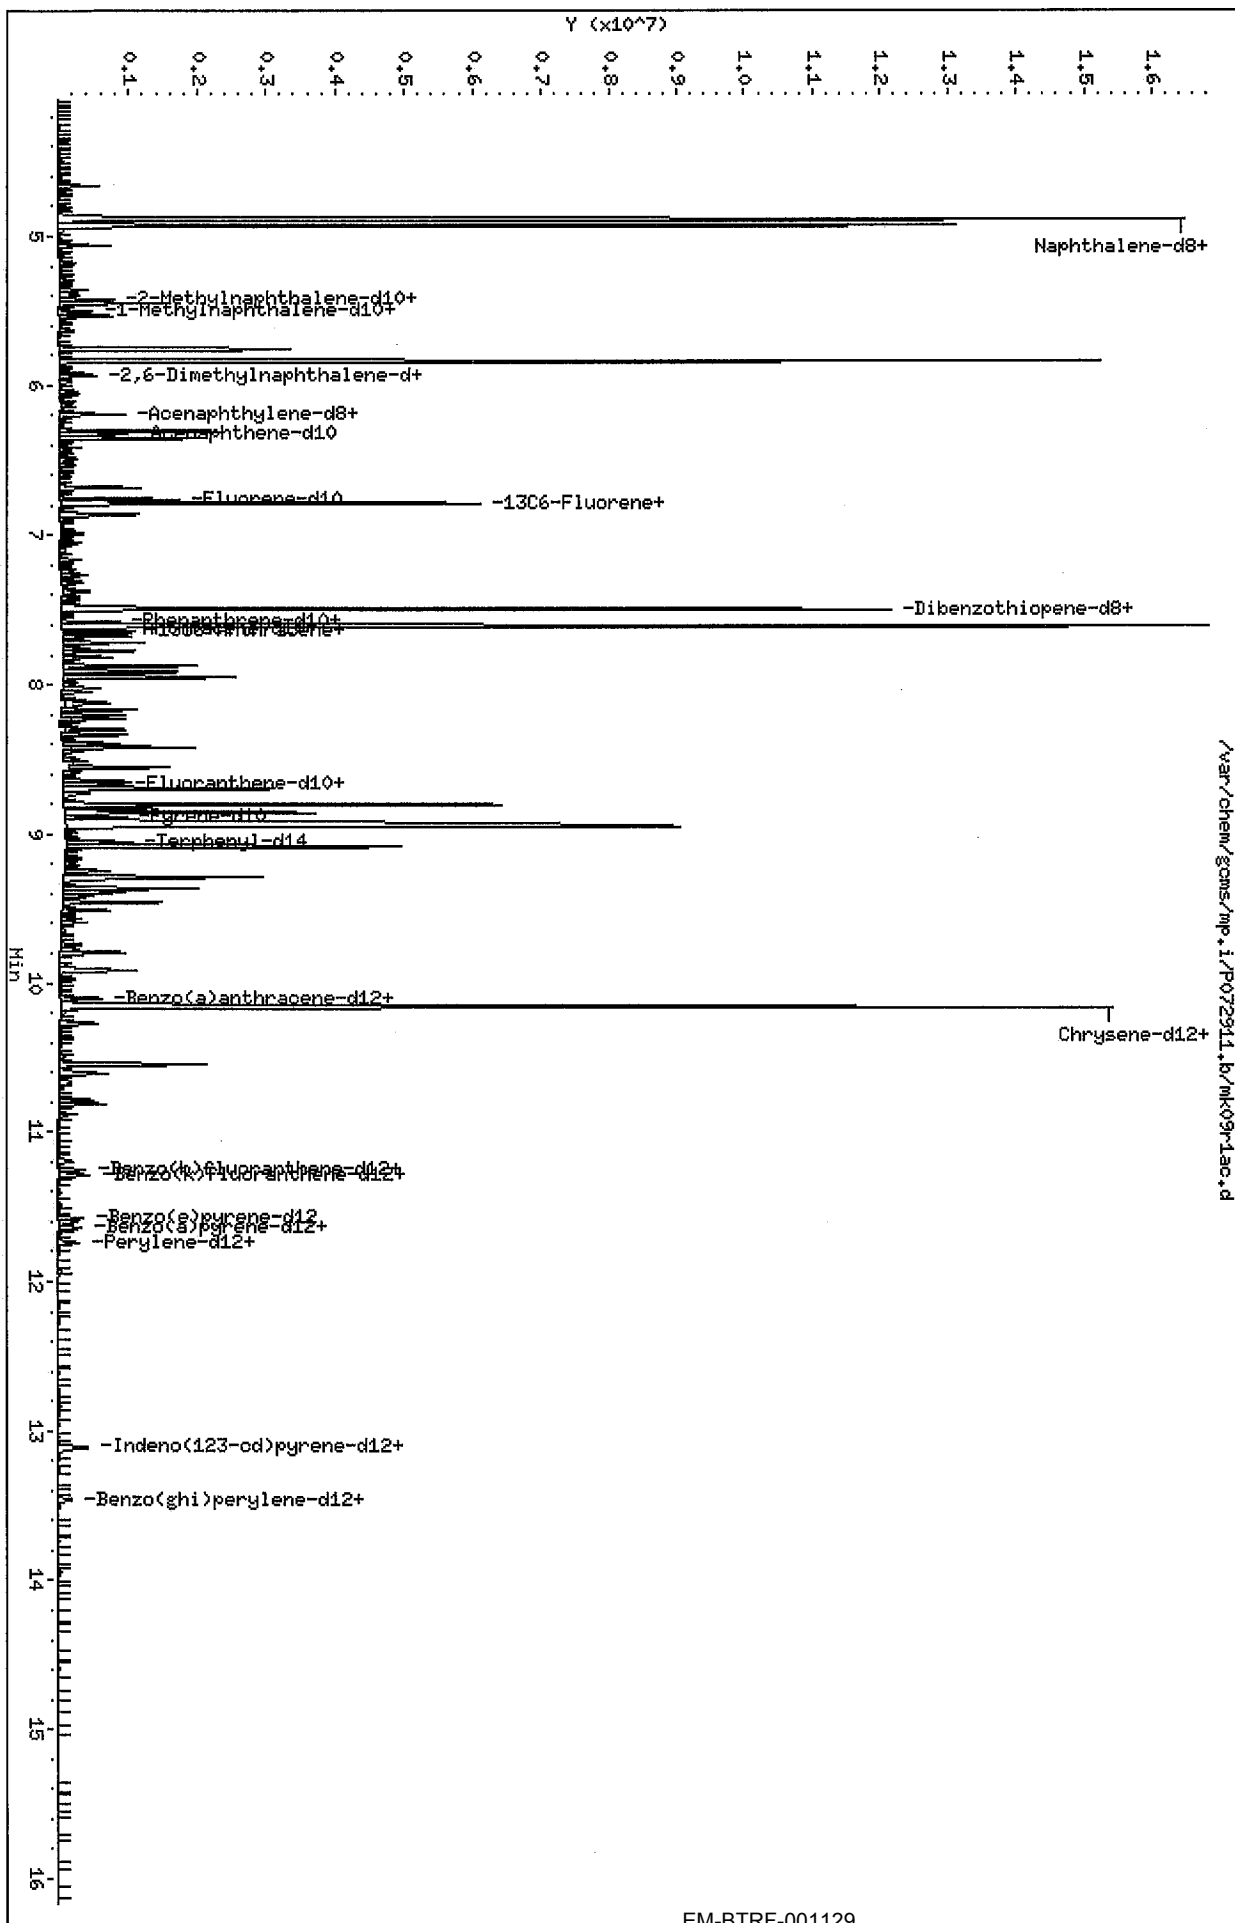 Y (x10^7)
0.1
0.2
0.3
0.4
0.5
0.6
0.7
0.8
0.9
1.0
1.1
1.2
1.3
1.4
1.5
1.6
/var/chem/gcms/mp.i/P072911.b/mk09r1ac.d
5
Naphthalene-d8+
-2-Methylnaphthalene-d10+
-1-Methylnaphthalene-d10+
-2,6-Dimethylnaphthalene-d+
6
-Acenaphthylene-d8+
-Acenaphthene-d10
-Fluorene-d10
-13C6-Fluorene+
7
-Dibenzothiopene-d8+
-Phenanthrene-d10+
8
-Fluoranthene-d10+
-Pyrene-d10
9
-Terphenyl-d14
10
-Benzo(a)anthracene-d12+
Chrysene-d12+
11
-Benzo(b)fluoranthene-d12+
-Benzo(k)fluoranthene-d12+
-Benzo(e)pyrene-d12
-Benzo(a)pyrene-d12+
-Perylene-d12+
12
13
-Indeno(123-cd)pyrene-d12+
-Benzo(ghi)perylene-d12+
14
15
16
Min
EM-BTRF-001129